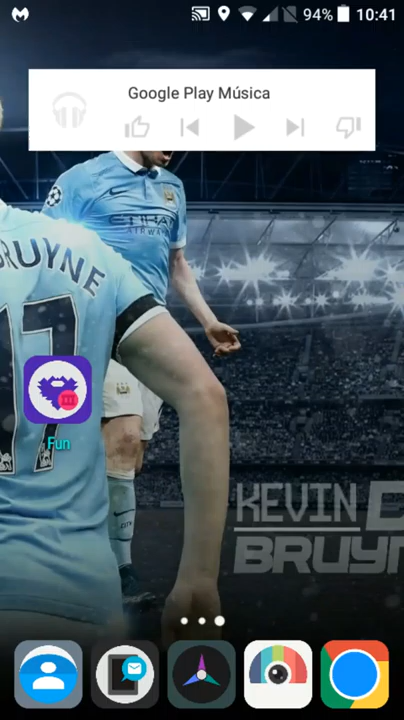 94% 10:41
Google Play Música
ETIHAD
AIRWAYS
BRUYNE
17
Fun
KEVIN D
BRUYN